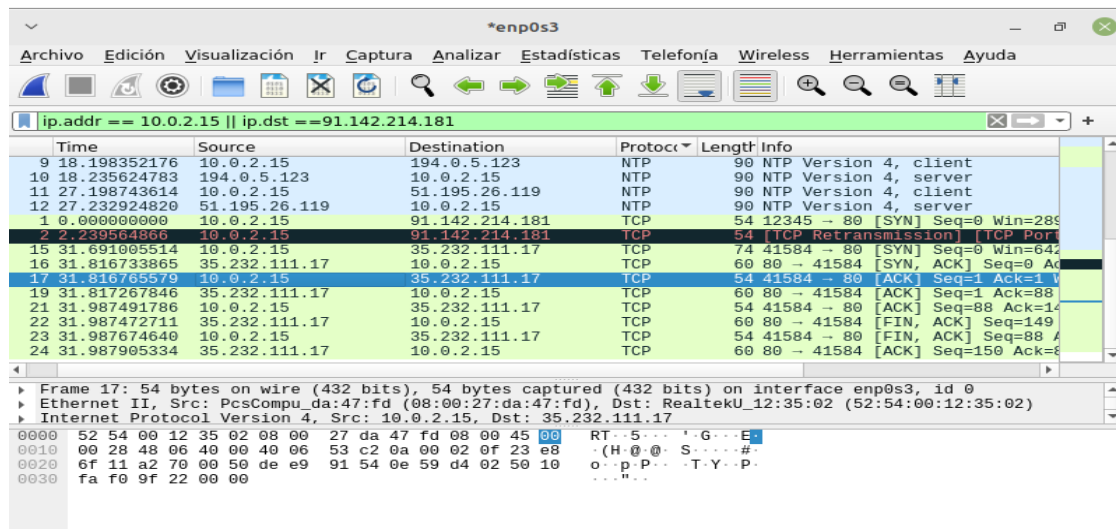 *enp0s3
Archivo Edición Visualización Ir Captura Analizar Estadísticas Telefonía Wireless Herramientas Ayuda
ip.addr == 10.0.2.15 || ip.dst ==91.142.214.181
Time Source Destination Protocc Length Info
9 18.198352176 10.0.2.15 194.0.5.123 NTP 90 NTP Version 4, client
10 18.235624783 194.0.5.123 10.0.2.15 NTP 90 NTP Version 4, server
11 27.198743614 10.0.2.15 51.195.26.119 NTP 90 NTP Version 4, client
12 27.232924820 51.195.26.119 10.0.2.15 NTP 90 NTP Version 4, server
1 0.000000000 10.0.2.15 91.142.214.181 TCP 54 12345 → 80 [SYN] Seq=0 Win=289
2 2.239564866 10.0.2.15 91.142.214.181 TCP 54 [TCP Retransmission] [TCP Port
15 31.691005514 10.0.2.15 35.232.111.17 TCP 74 41584 → 80 [SYN] Seq=0 Win=642
16 31.816733865 35.232.111.17 10.0.2.15 TCP 60 80 → 41584 [SYN, ACK] Seq=0 Ac
17 31.816765579 10.0.2.15 35.232.111.17 TCP 54 41584 → 80 [ACK] Seq=1 Ack=1 W
19 31.817267846 35.232.111.17 10.0.2.15 TCP 60 80 → 41584 [ACK] Seq=1 Ack=88
21 31.987491786 10.0.2.15 35.232.111.17 TCP 54 41584 → 80 [ACK] Seq=88 Ack=14
22 31.987472711 35.232.111.17 10.0.2.15 TCP 60 80 → 41584 [FIN, ACK] Seq=149
23 31.987674640 10.0.2.15 35.232.111.17 TCP 54 41584 → 80 [FIN, ACK] Seq=88 A
24 31.987905334 35.232.111.17 10.0.2.15 TCP 60 80 → 41584 [ACK] Seq=150 Ack=8
Frame 17: 54 bytes on wire (432 bits), 54 bytes captured (432 bits) on interface enp0s3, id 0
Ethernet II, Src: PcsCompu_da:47:fd (08:00:27:da:47:fd), Dst: RealtekU_12:35:02 (52:54:00:12:35:02)
Internet Protocol Version 4, Src: 10.0.2.15, Dst: 35.232.111.17
0000 52 54 00 12 35 02 08 00 27 da 47 fd 08 00 45 00 RT··5··· '·G···E·
0010 00 28 48 06 40 00 40 06 53 c2 0a 00 02 0f 23 e8 ·(H·@·@· S·····#·
0020 6f 11 a2 70 00 50 de e9 91 54 0e 59 d4 02 50 10 o··p·P·· ·T·Y··P·
0030 fa f0 9f 22 00 00 ···"··